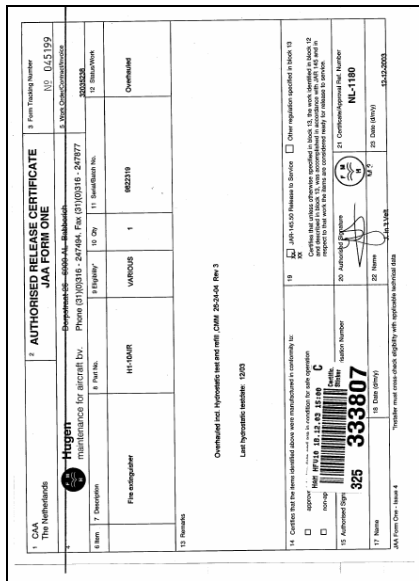 1 CAA
The Netherlands
2 AUTHORISED RELEASE CERTIFICATE
JAA FORM ONE
3 Form Tracking Number
Nº 045199
4
Hugen
maintenance for aircraft bv.
Phone (31)(0)316 - 247494, Fax (31)(0)316 - 247877
5 Work Order/Contract/Invoice
6 Item
7 Description
8 Part No.
9 Eligibility*
10 Qty
11 Serial/Batch No.
12 Status/Work
Fire extinguisher
H1-10AIR
VARIOUS
1
Overhauled
13 Remarks
Overhauled incl. Hydrostatic test and refill ,CMM 26-24-04 Rev 3
Last hydrostatic testdate: 12/03
14 Certifies that the items identified above were manufactured in conformity to:
in condition for safe operation
19
JAR-145.50 Release to Service
Other regulation specified in block 13
Certifies that unless otherwise specified in block 13, the work identified in block 12
and described in block 13, was accomplished in accordance with JAR 145 and in
respect to that work the items are considered ready for release to service.
15:00 C
325 333807
15 Authorised Sign
20 Authorised Signature
21 Certificate/Approval Ref. Number
NL-1180
17 Name
18 Date (d/m/y)
22 Name
23 Date (d/m/y)
12-12-2003
JAA Form One - Issue 4
*Installer must cross-check eligibility with applicable technical data